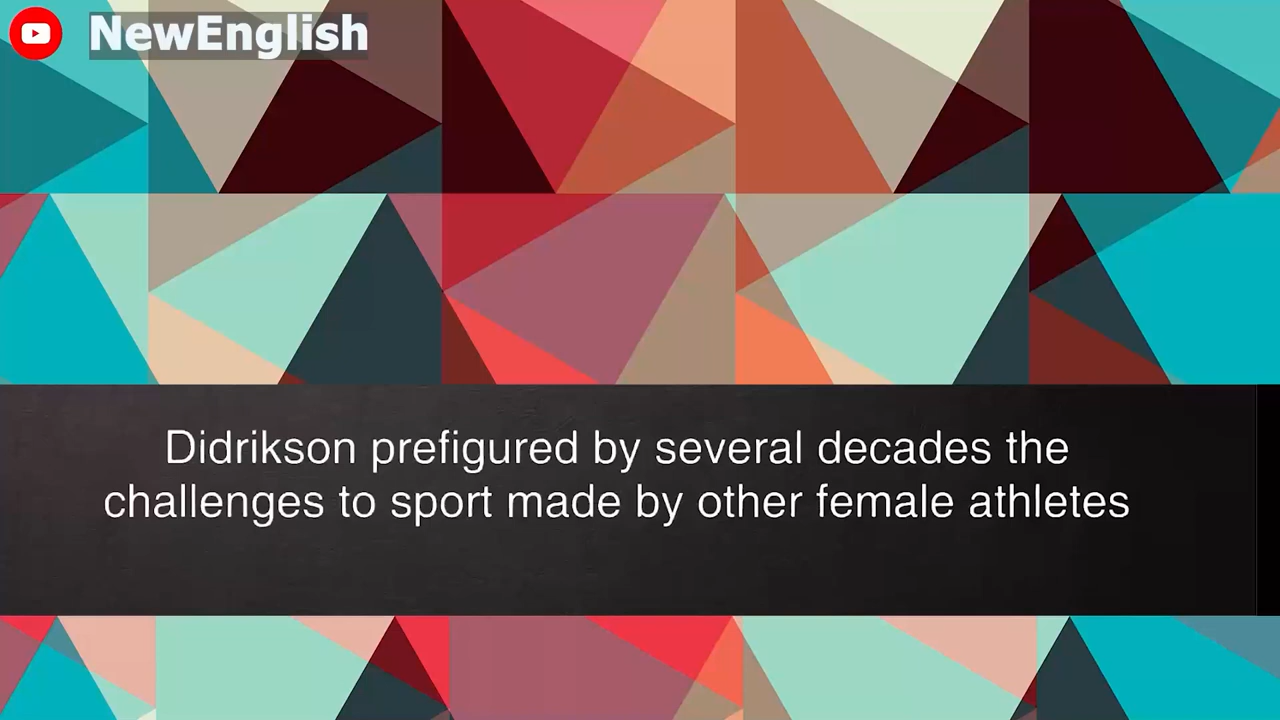 NewEnglish
Didrikson prefigured by several decades the
challenges to sport made by other female athletes